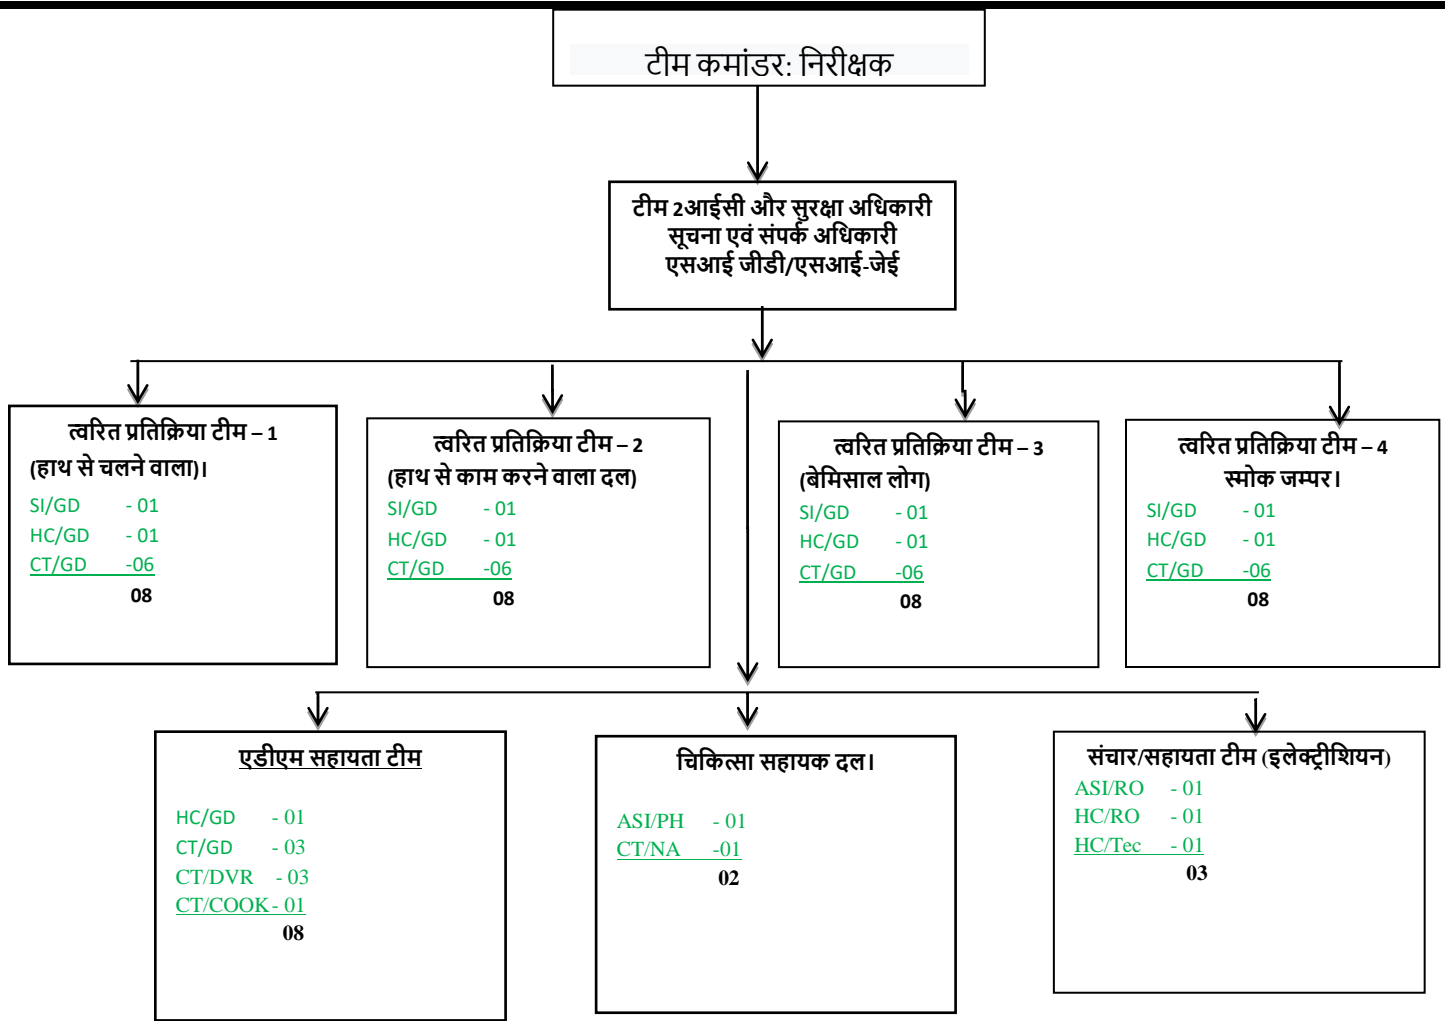 टीम कमांडर: निरीक्षक
टीम 2आईसी और सुरक्षा अधिकारी
सूचना एवं संपर्क अधिकारी
एसआई जीडी/एसआई-जेई
त्वरित प्रतिक्रिया टीम – 1
(हाथ से चलने वाला)।
SI/GD - 01
HC/GD - 01
CT/GD -06
08
त्वरित प्रतिक्रिया टीम – 2
(हाथ से काम करने वाला दल)
SI/GD - 01
HC/GD - 01
CT/GD -06
08
त्वरित प्रतिक्रिया टीम – 3
(बेमिसाल लोग)
SI/GD - 01
HC/GD - 01
CT/GD -06
08
त्वरित प्रतिक्रिया टीम – 4
स्मोक जम्पर।
SI/GD - 01
HC/GD - 01
CT/GD -06
08
एडीएम सहायता टीम
HC/GD - 01
CT/GD - 03
CT/DVR - 03
CT/COOK - 01
08
चिकित्सा सहायक दल।
ASI/PH - 01
CT/NA -01
02
संचार/सहायता टीम (इलेक्ट्रीशियन)
ASI/RO - 01
HC/RO - 01
HC/Tec - 01
03